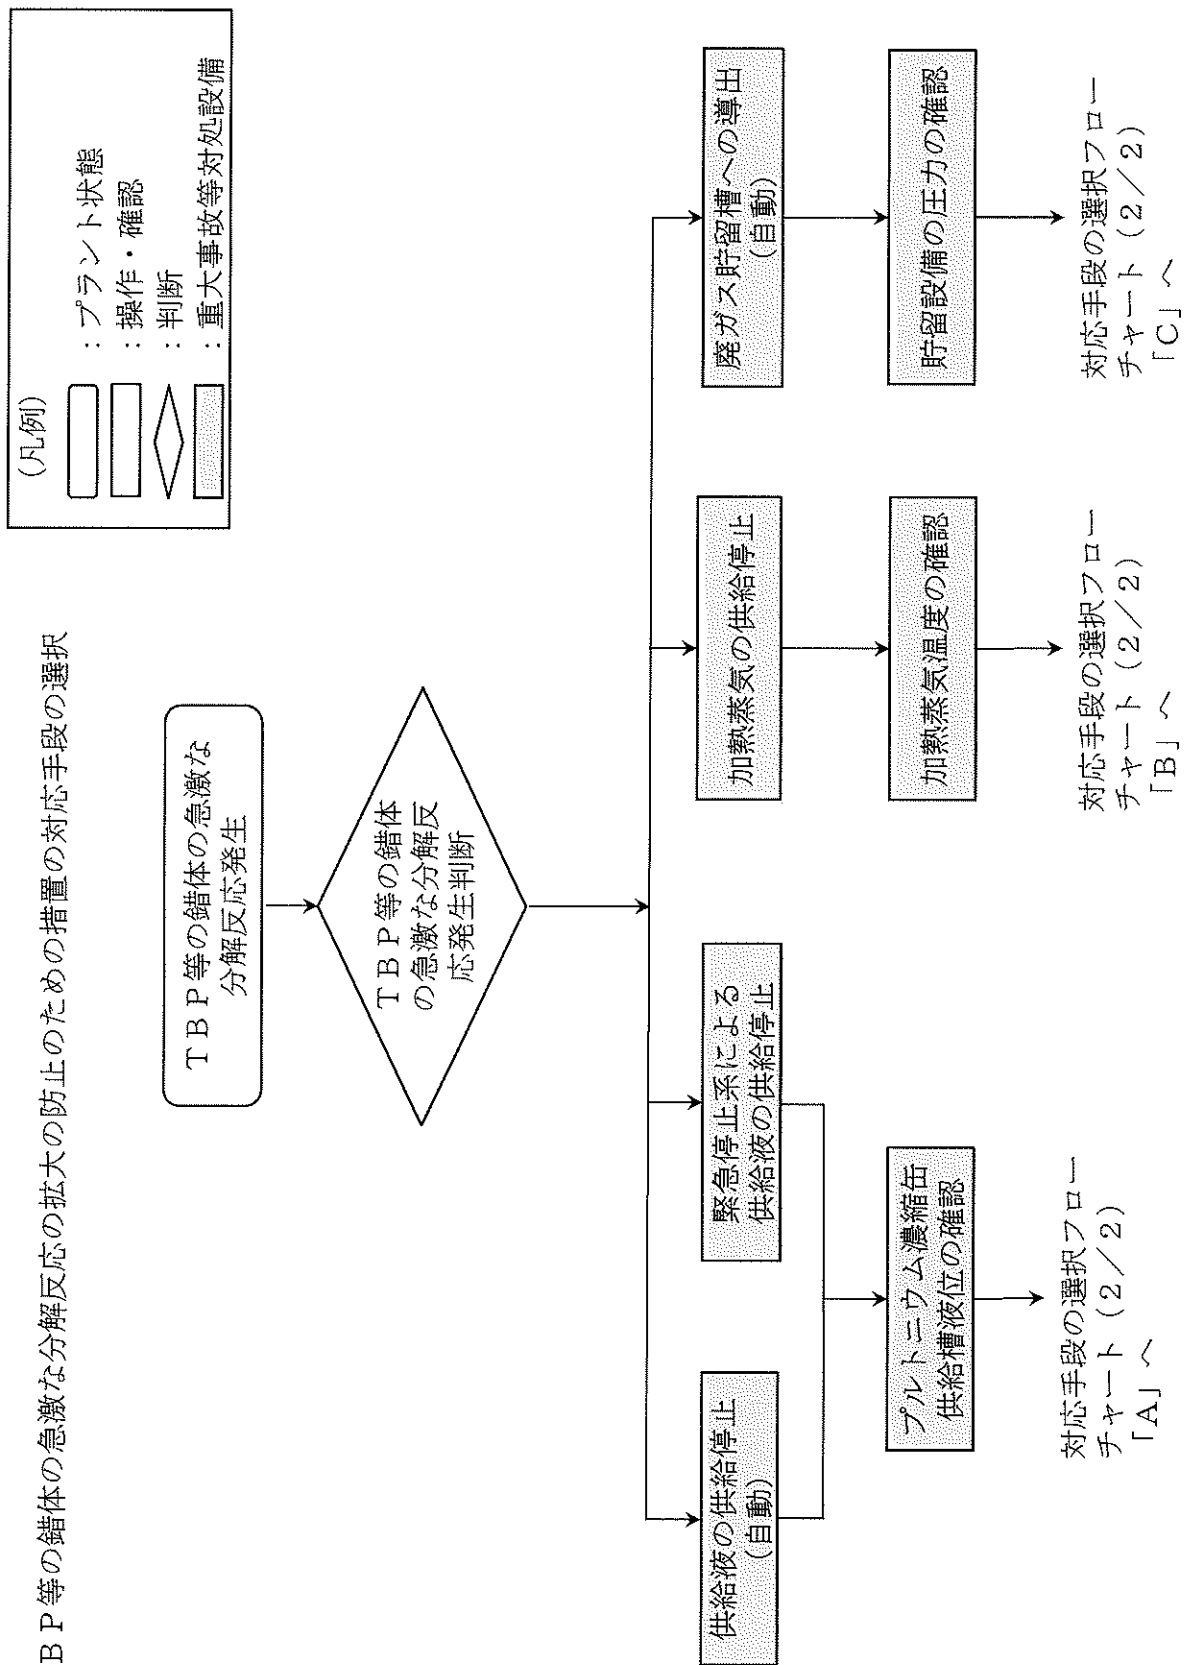 ＢＰ等の錯体の急激な分解反応の拡大の防止のための措置の対応手段の選択
(凡例)
：プラント状態
：操作・確認
：判断
：重大事故等対処設備
ＴＢＰ等の錯体の急激な
分解反応発生
ＴＢＰ等の錯体
の急激な分解反
応発生判断
供給液の供給停止
(自動)
緊急停止系による
供給液の供給停止
加熱蒸気の供給停止
廃ガス貯留槽への導出
(自動)
プルトニウム濃縮缶
供給槽液位の確認
加熱蒸気温度の確認
貯留設備の圧力の確認
対応手段の選択フロー
チャート（２／２）
「Ａ」へ
対応手段の選択フロー
チャート（２／２）
「Ｂ」へ
対応手段の選択フロー
チャート（２／２）
「Ｃ」へ